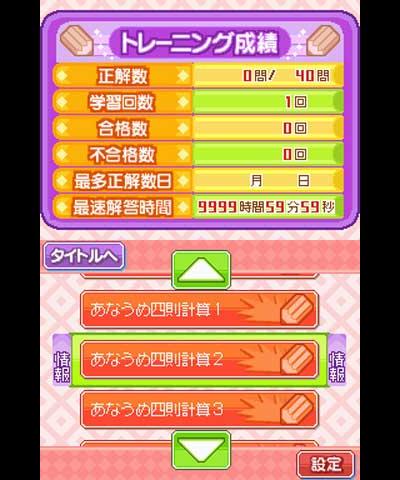 トレーニング成績
正解数 0問/ 40問
学習回数 1回
合格数 0回
不合格数 0回
最多正解数日 月 日
最速解答時間 9999時間59分59秒
タイトルへ
あなうめ四則計算1
情報 あなうめ四則計算2 情報
あなうめ四則計算3
設定